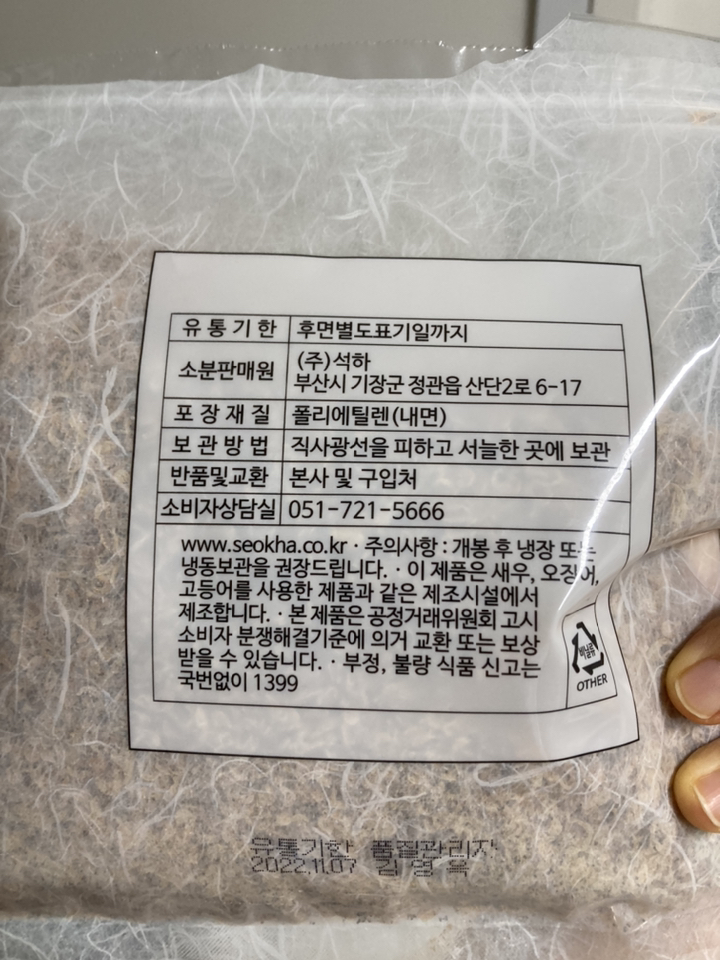 유통기한 후면별도표기일까지
소분판매원 (주)석하
부산시 기장군 정관읍 산단2로 6-17
포장재질 폴리에틸렌(내면)
보관방법 직사광선을 피하고 서늘한 곳에 보관
반품및교환 본사 및 구입처
소비자상담실 051-721-5666
www.seokha.co.kr · 주의사항 : 개봉 후 냉장 또는
냉동보관을 권장드립니다. · 이 제품은 새우, 오징어,
고등어를 사용한 제품과 같은 제조시설에서
제조합니다. · 본 제품은 공정거래위원회 고시
소비자 분쟁해결기준에 의거 교환 또는 보상
받을 수 있습니다. · 부정, 불량 식품 신고는
국번없이 1399
비닐류
OTHER
유통기한 품질관리자
2022.11.07 김영옥